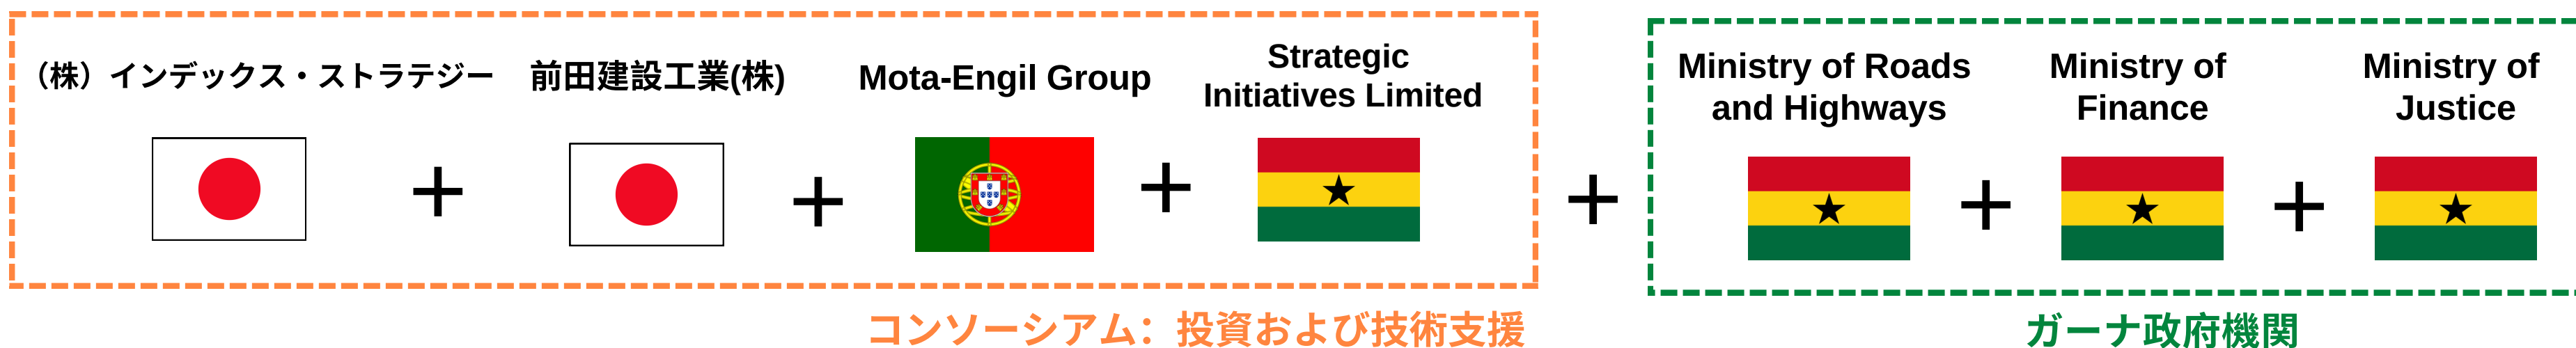 （株）インデックス・ストラテジー
前田建設工業(株)
Mota-Engil Group
Strategic
Initiatives Limited
Ministry of Roads
and Highways
Ministry of
Finance
Ministry of
Justice
コンソーシアム：投資および技術支援
ガーナ政府機関